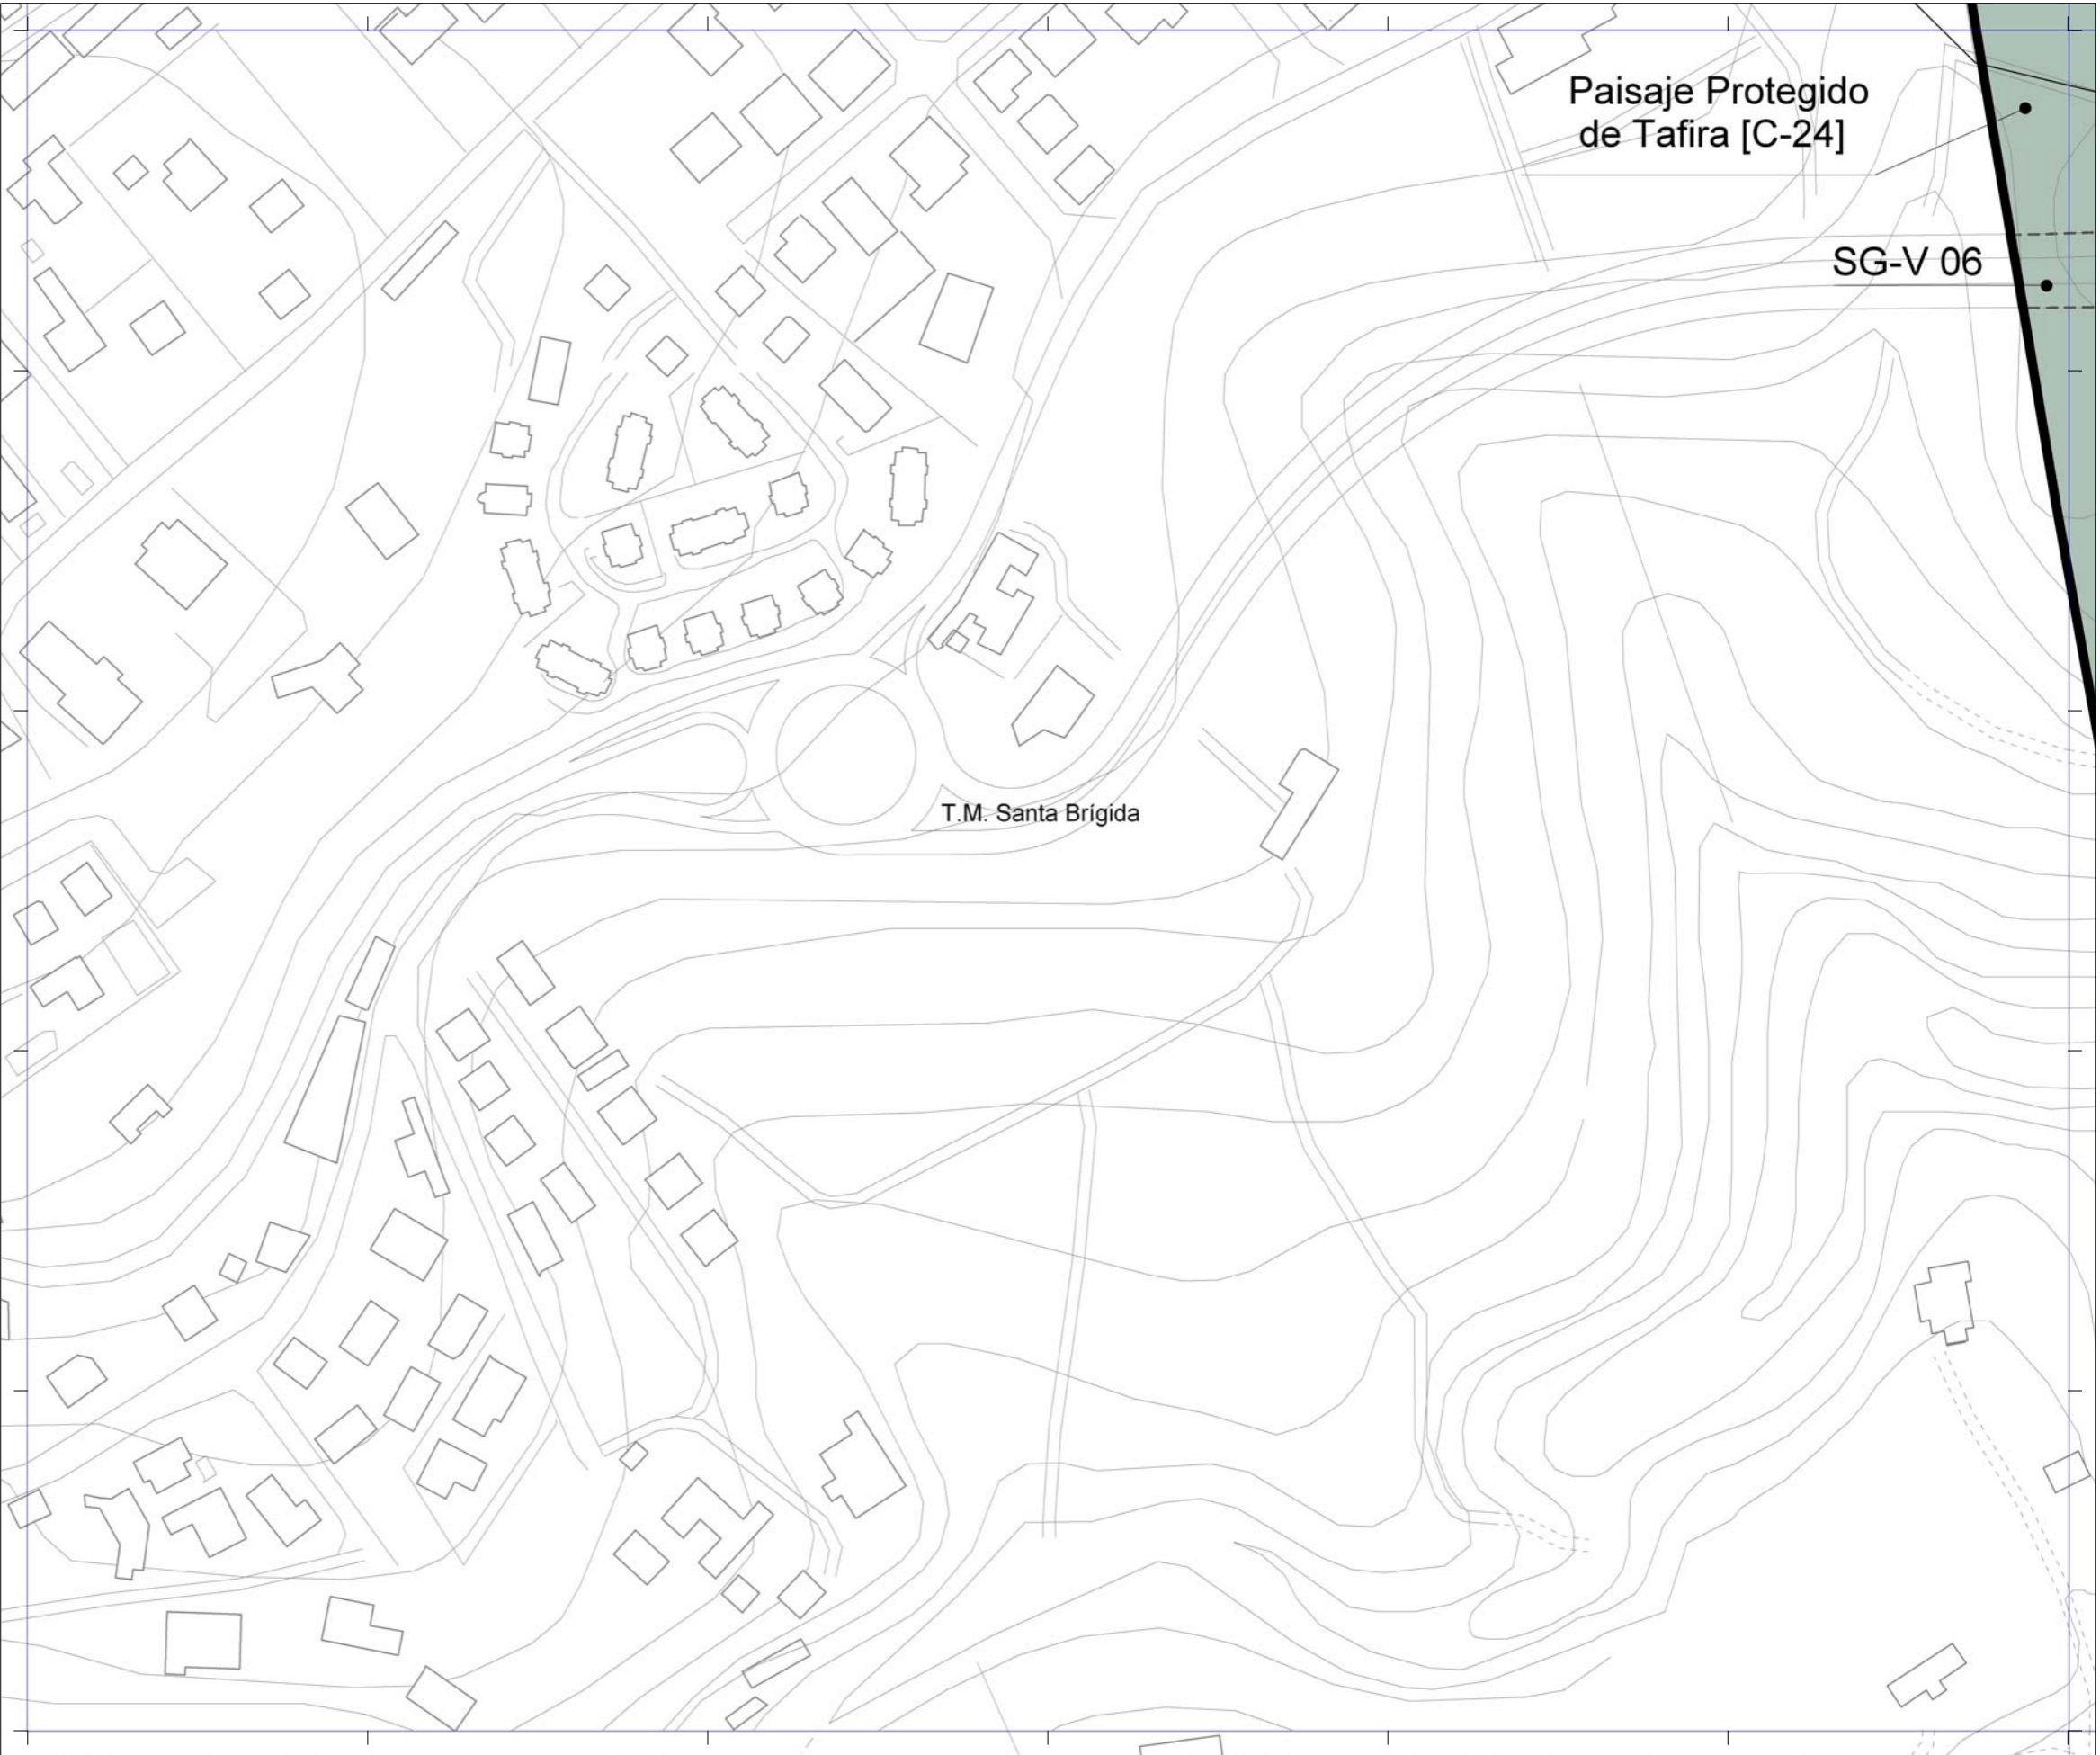 Paisaje Protegido
de Tafira [C-24]
SG-V 06
T.M. Santa Brígida